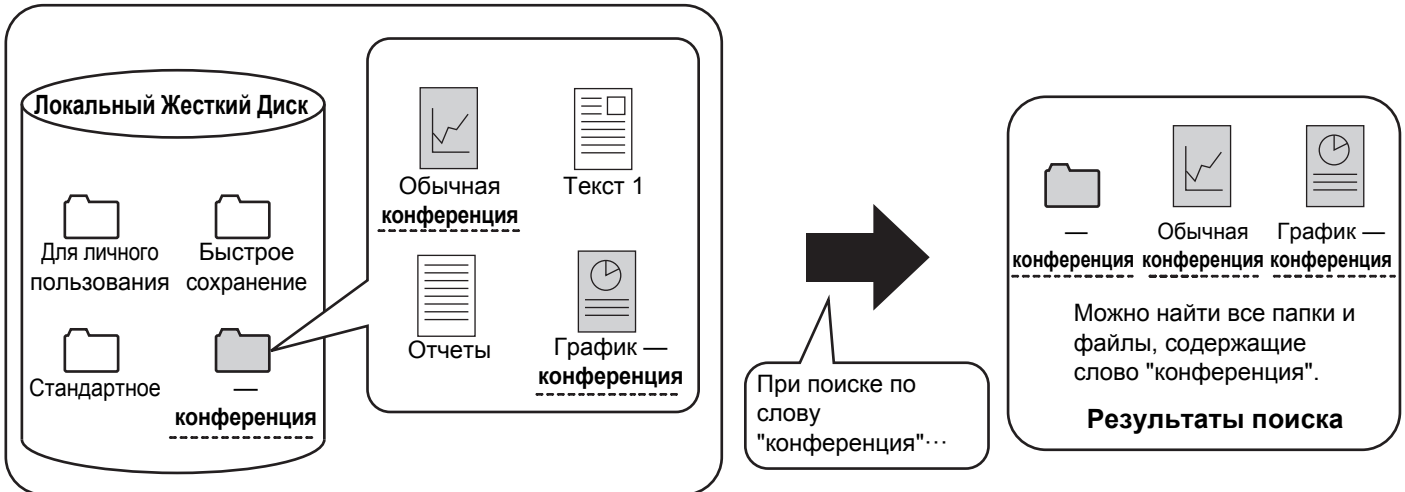 Локальный Жесткий Диск
Для личного
пользования
Быстрое
сохранение
Стандартное
—
конференция
Обычная
конференция
Текст 1
Отчеты
График —
конференция
При поиске по
слову
"конференция"…
—
конференция
Обычная
конференция
График —
конференция
Можно найти все папки и
файлы, содержащие
слово "конференция".
Результаты поиска